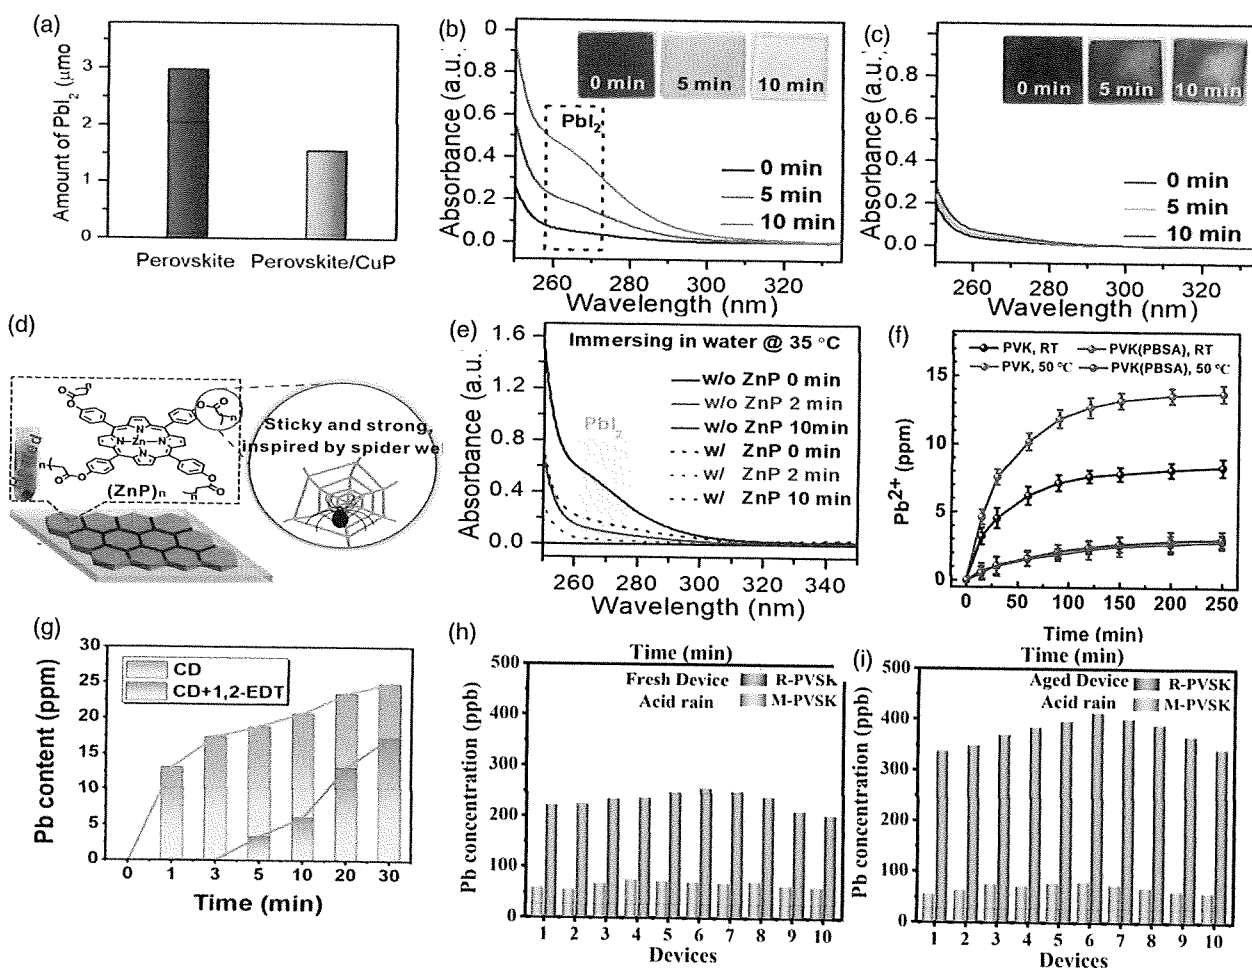 (a)
Amount of PbI2 (μmo
3
2
1
0
Perovskite Perovskite/CuP
(b)
Absorbance (a.u.)
0.8
0.6
0.4
0.2
0.0
0 min 5 min 10 min
PbI2
0 min
5 min
10 min
260 280 300 320
Wavelength (nm)
(c)
Absorbance (a.u.)
0.8
0.6
0.4
0.2
0.0
0 min 5 min 10 min
0 min
5 min
10 min
260 280 300 320
Wavelength (nm)
(d)
(ZnP)n
Sticky and strong,
inspired by spider we
(e)
Absorbance (a.u.)
1.6
1.2
0.8
0.4
0.0
Immersing in water @ 35 °C
PbI2
w/o ZnP 0 min
w/o ZnP 2 min
w/o ZnP 10min
w/ ZnP 0 min
w/ ZnP 2 min
w/ ZnP 10 min
260 280 300 320 340
Wavelength (nm)
(f)
Pb2+ (ppm)
15
10
5
0
PVK, RT PVK(PBSA), RT
PVK, 50 °C PVK(PBSA), 50 °C
0 50 100 150 200 250
Time (min)
(g)
Pb content (ppm)
30
25
20
15
10
5
0
CD
CD+1,2-EDT
0 1 3 5 10 20 30
Time (min)
(h)
Time (min)
Pb concentration (ppb)
500
400
300
200
100
0
Fresh Device R-PVSK
Acid rain M-PVSK
1 2 3 4 5 6 7 8 9 10
Devices
(i)
Time (min)
Pb concentration (ppb)
500
400
300
200
100
0
Aged Device R-PVSK
Acid rain M-PVSK
1 2 3 4 5 6 7 8 9 10
Devices